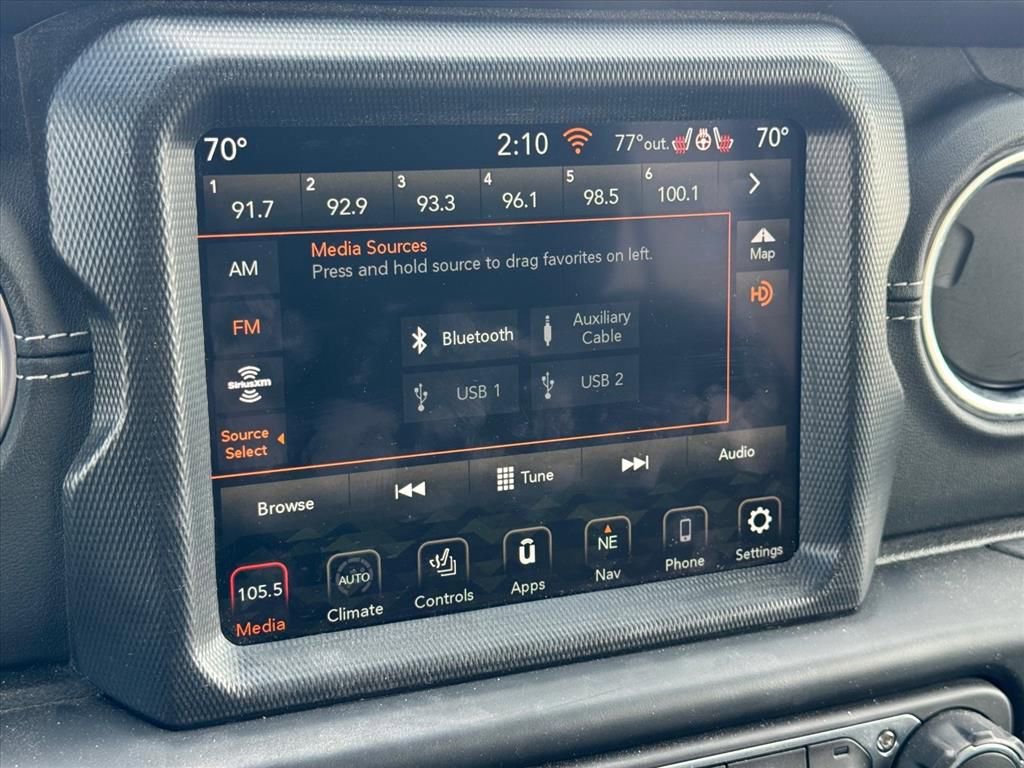 70° 2:10 77°out. 70°
1 91.7 2 92.9 3 93.3 4 96.1 5 98.5 6 100.1
Media Sources
Press and hold source to drag favorites on left.
Map
AM
HD
FM
Bluetooth
Auxiliary
Cable
SiriusXM
USB 1 USB 2
Source
Select
Browse Tune Audio
105.5 AUTO û NE
Media Climate Controls Apps Nav Phone Settings